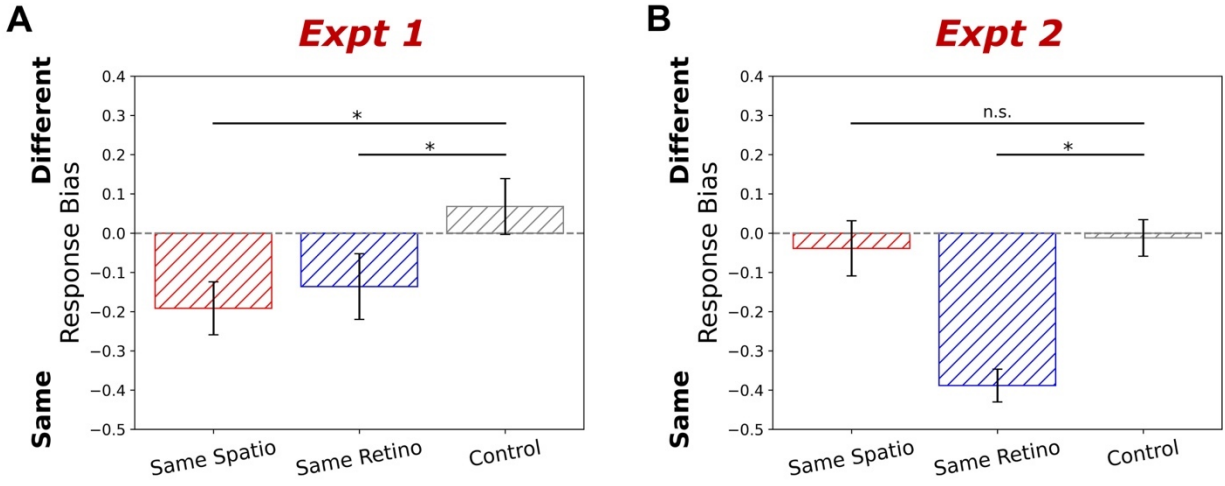 A
Expt 1
Different
Same
Response Bias
0.4
0.3
0.2
0.1
0.0
−0.1
−0.2
−0.3
−0.4
−0.5
*
*
Same Spatio
Same Retino
Control
B
Expt 2
Different
Same
Response Bias
0.4
0.3
0.2
0.1
0.0
−0.1
−0.2
−0.3
−0.4
−0.5
n.s.
*
Same Spatio
Same Retino
Control